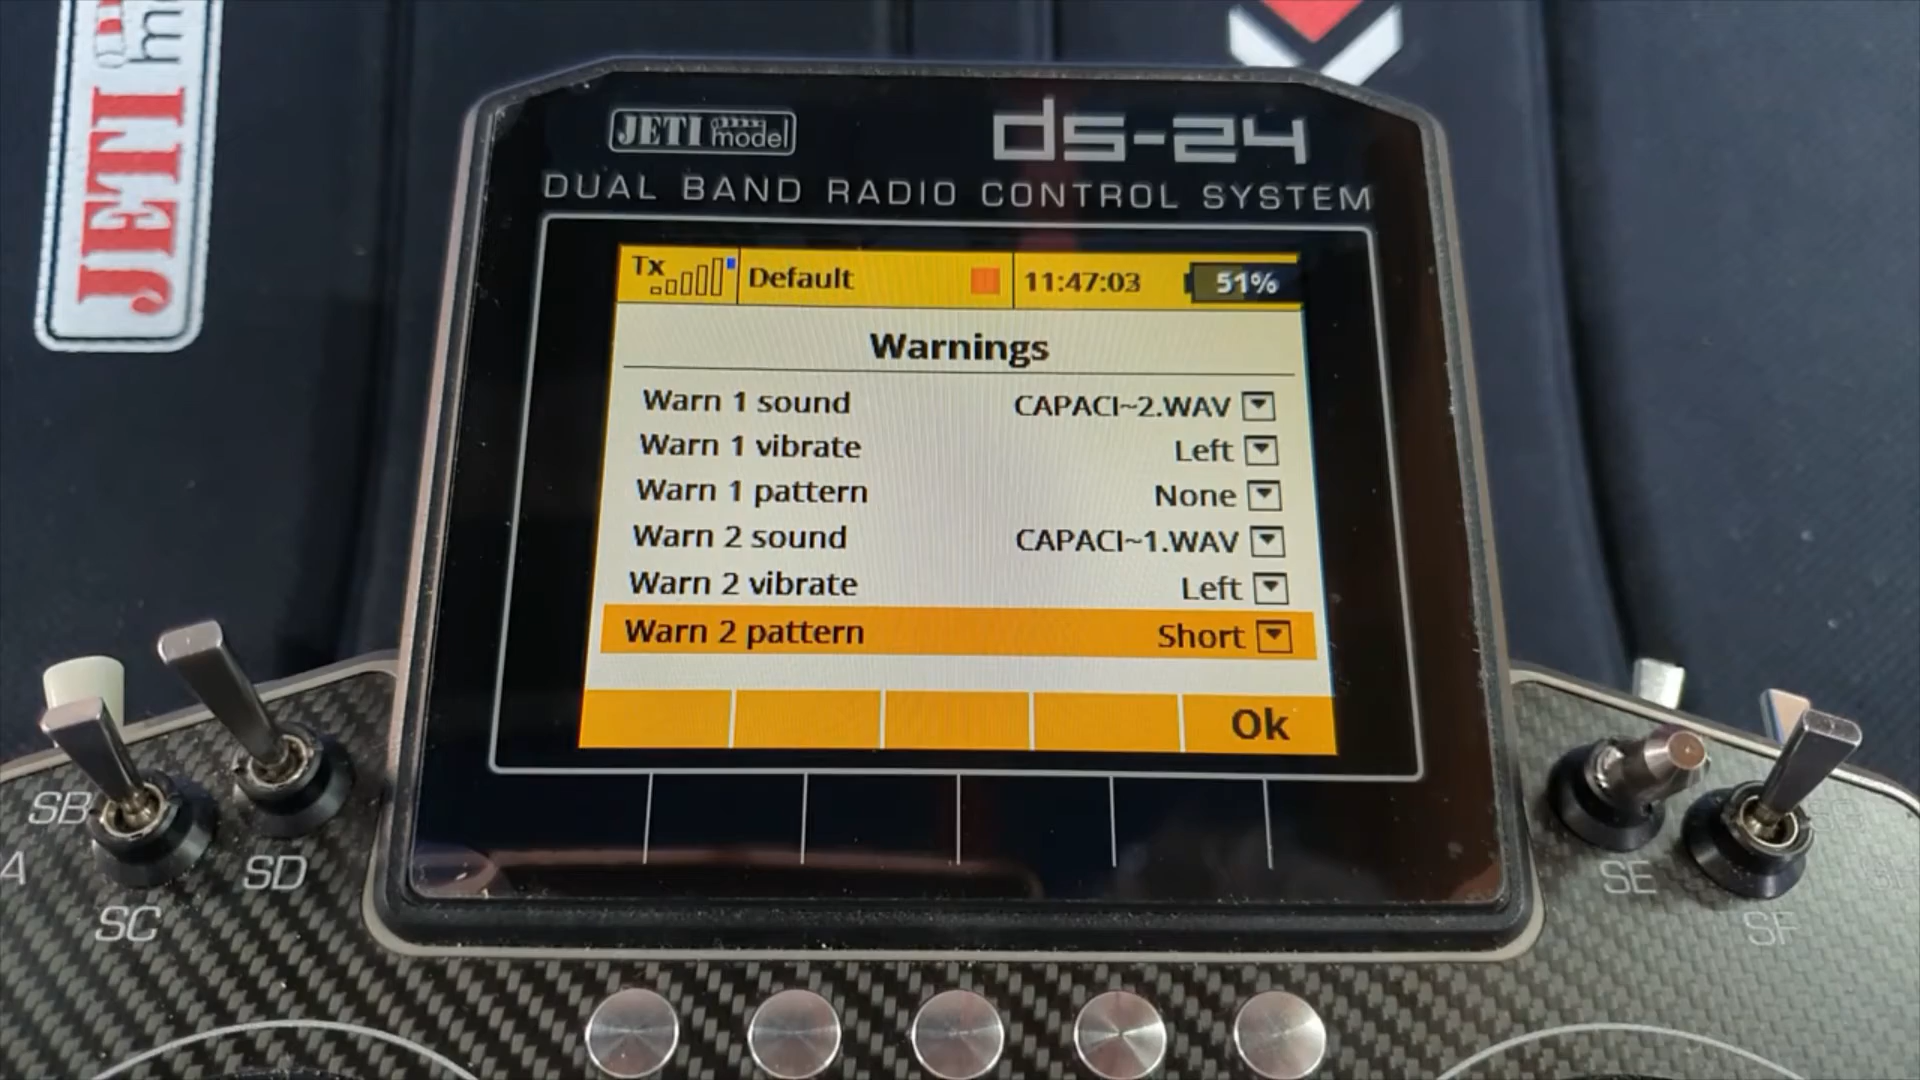 JETI
JETI model
ds-24
DUAL BAND RADIO CONTROL SYSTEM
Tx Default 11:47:03 51%
Warnings
Warn 1 sound CAPACI~2.WAV
Warn 1 vibrate Left
Warn 1 pattern None
Warn 2 sound CAPACI~1.WAV
Warn 2 vibrate Left
Warn 2 pattern Short
Ok
SB
SD
SC
SE
SF